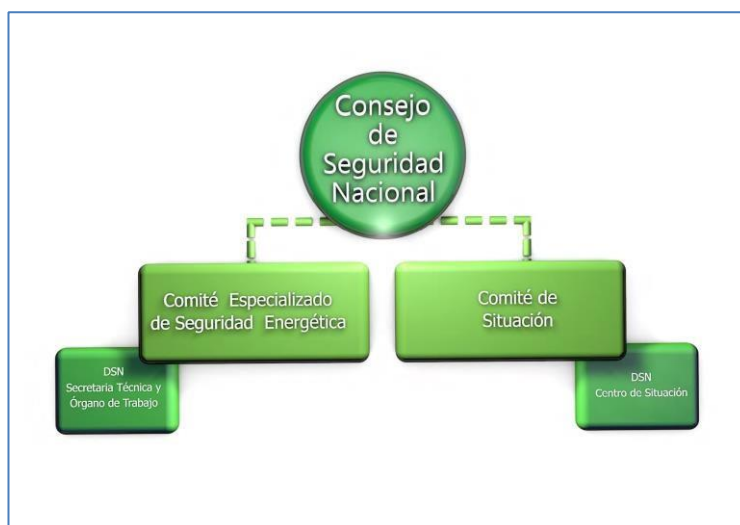 Consejo
de
Seguridad
Nacional
Comité Especializado
de Seguridad Energética
Comité de
Situación
DSN
Secretaria Técnica y
Órgano de Trabajo
DSN
Centro de Situación